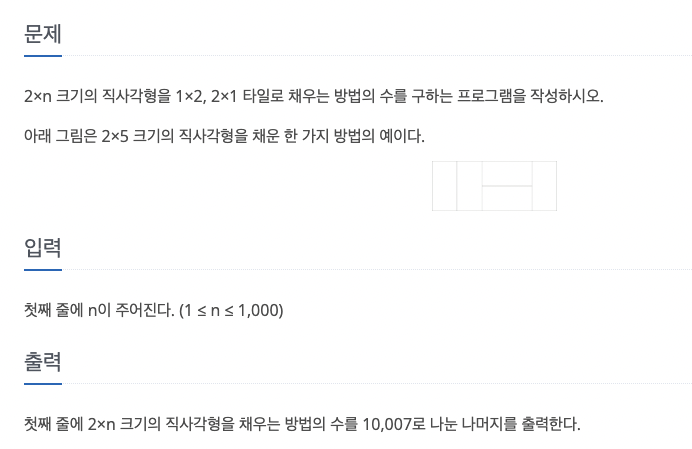 문제
2×n 크기의 직사각형을 1×2, 2×1 타일로 채우는 방법의 수를 구하는 프로그램을 작성하시오.
아래 그림은 2×5 크기의 직사각형을 채운 한 가지 방법의 예이다.
입력
첫째 줄에 n이 주어진다. (1 ≤ n ≤ 1,000)
출력
첫째 줄에 2×n 크기의 직사각형을 채우는 방법의 수를 10,007로 나눈 나머지를 출력한다.